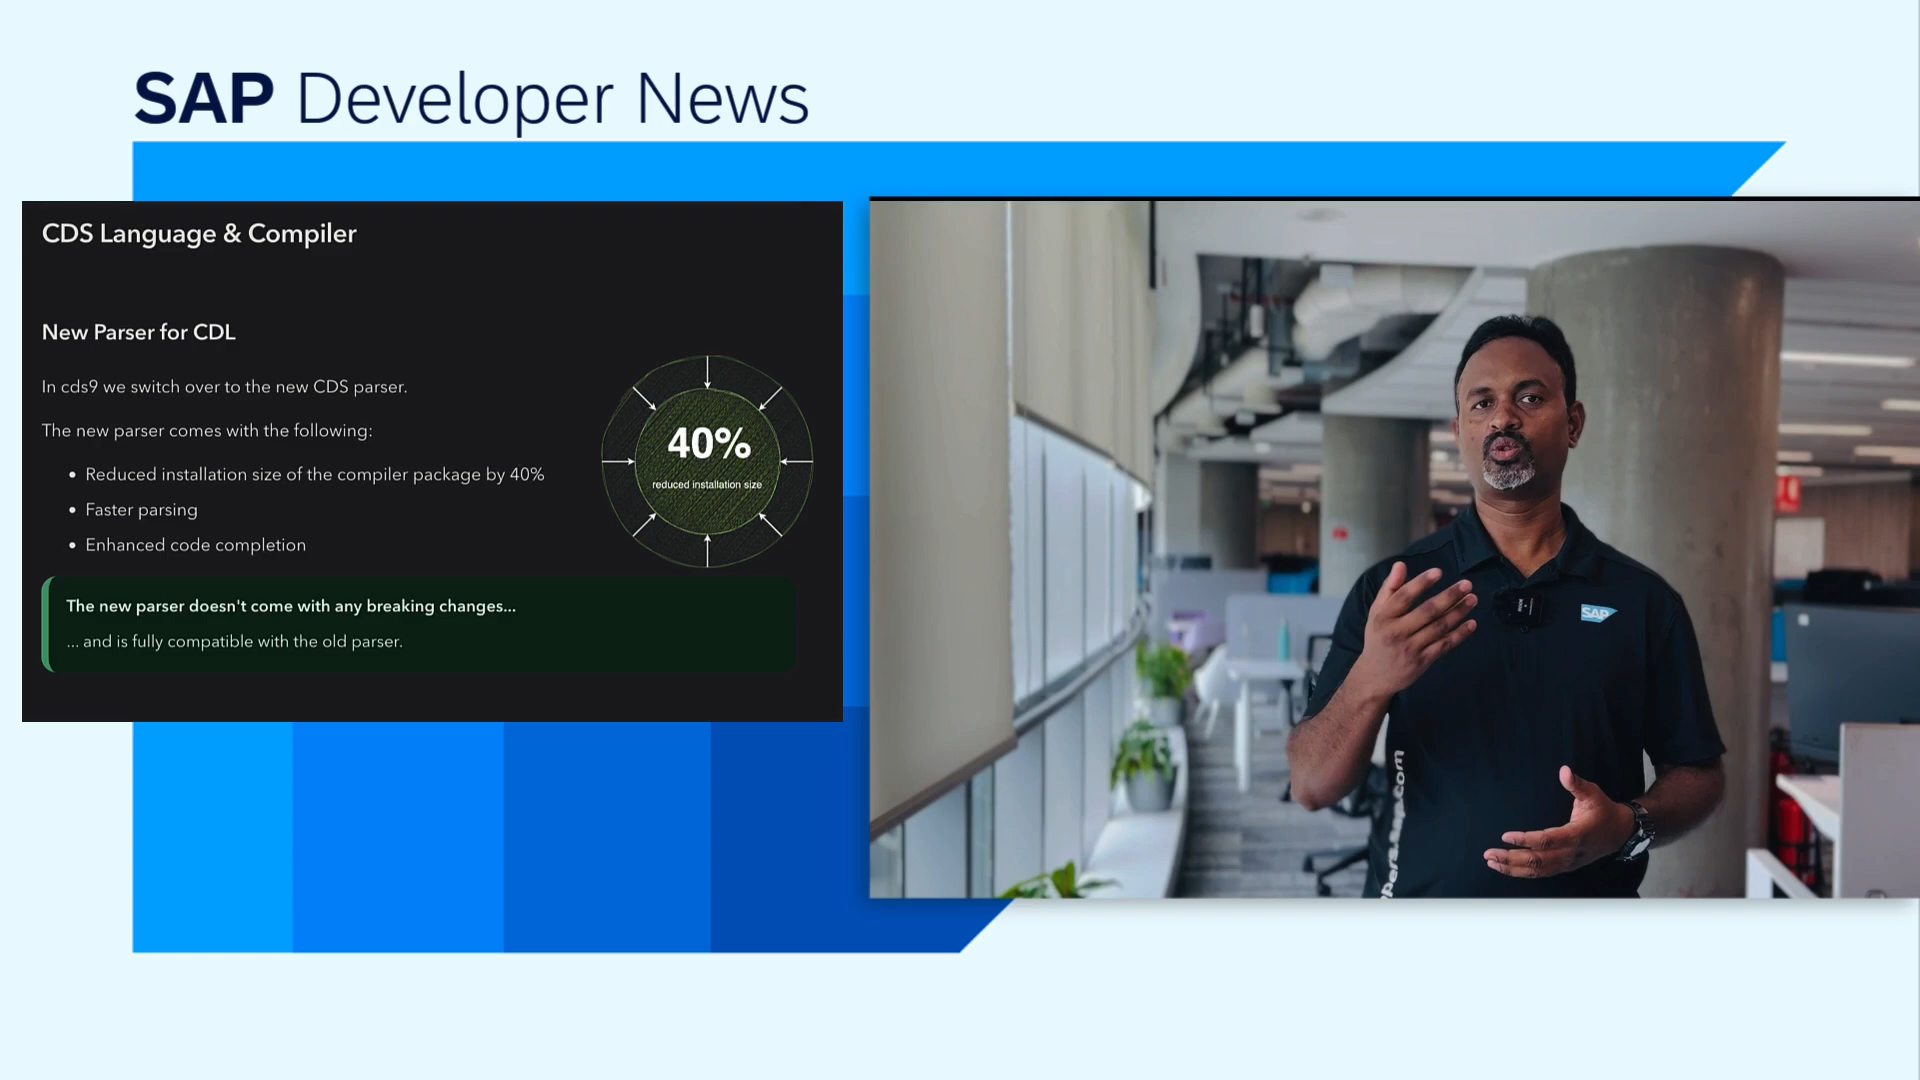 SAP Developer News
CDS Language & Compiler
New Parser for CDL
In cds9 we switch over to the new CDS parser.
The new parser comes with the following:
• Reduced installation size of the compiler package by 40%
• Faster parsing
• Enhanced code completion
40%
reduced installation size
The new parser doesn't come with any breaking changes...
... and is fully compatible with the old parser.
SAP
pers.sap.com